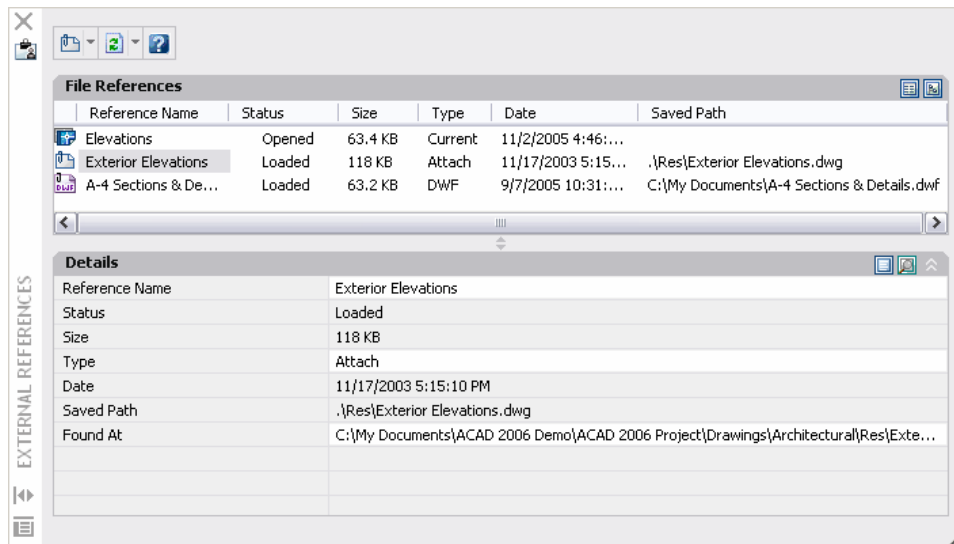 File References
Reference Name Status Size Type Date Saved Path
Elevations Opened 63.4 KB Current 11/2/2005 4:46:...
Exterior Elevations Loaded 118 KB Attach 11/17/2003 5:15... .\Res\Exterior Elevations.dwg
DWF A-4 Sections & De... Loaded 63.2 KB DWF 9/7/2005 10:31:... C:\My Documents\A-4 Sections & Details.dwf
Details
Reference Name Exterior Elevations
Status Loaded
Size 118 KB
Type Attach
Date 11/17/2003 5:15:10 PM
Saved Path .\Res\Exterior Elevations.dwg
Found At C:\My Documents\ACAD 2006 Demo\ACAD 2006 Project\Drawings\Architectural\Res\Exte...
EXTERNAL REFERENCES